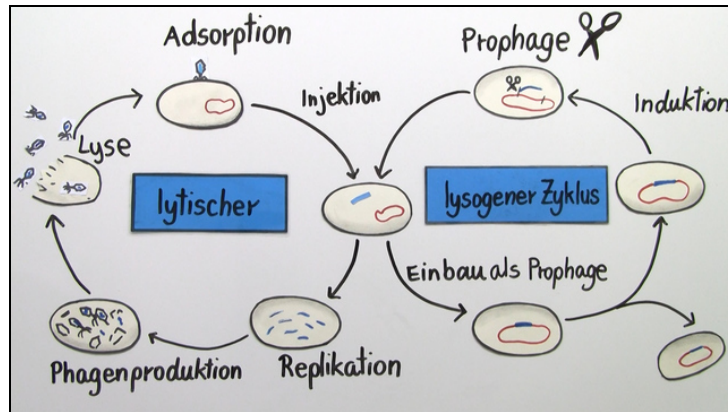 Adsorption
Prophage
Injektion
Induktion
Lyse
lytischer
lysogener Zyklus
Einbau als Prophage
Phagenproduktion
Replikation